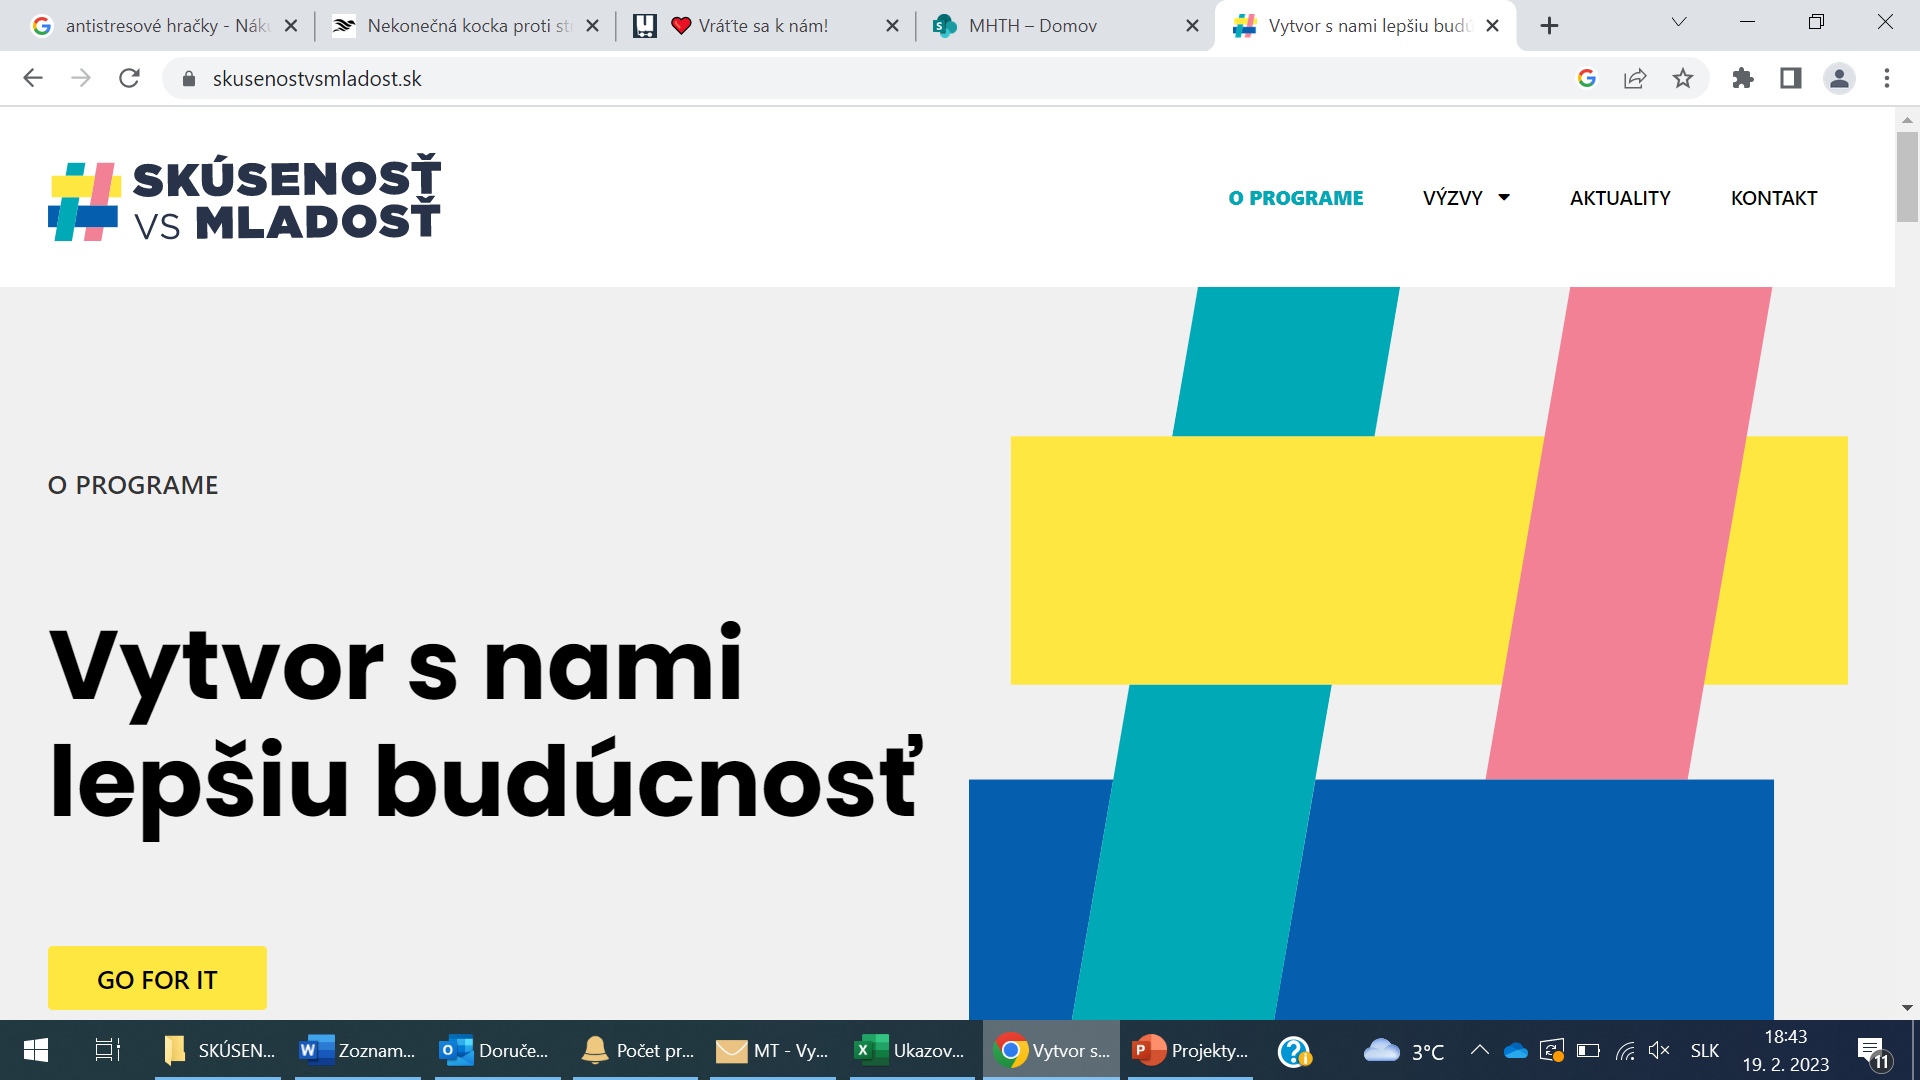 antistresové hračky - Náku
Nekonečná kocka proti st
Vráťte sa k nám!
MHTH – Domov
Vytvor s nami lepšiu budú
skusenostvsmladost.sk
SKÚSENOSŤ
VS MLADOSŤ
O PROGRAME
VÝZVY
AKTUALITY
KONTAKT
O PROGRAME
Vytvor s nami
lepšiu budúcnosť
GO FOR IT
SKÚSEN...
Zoznam...
Doruče...
Počet pr...
MT - Vy...
Ukazov...
Vytvor s...
Projekty...
3°C
SLK
18:43
19. 2. 2023
11